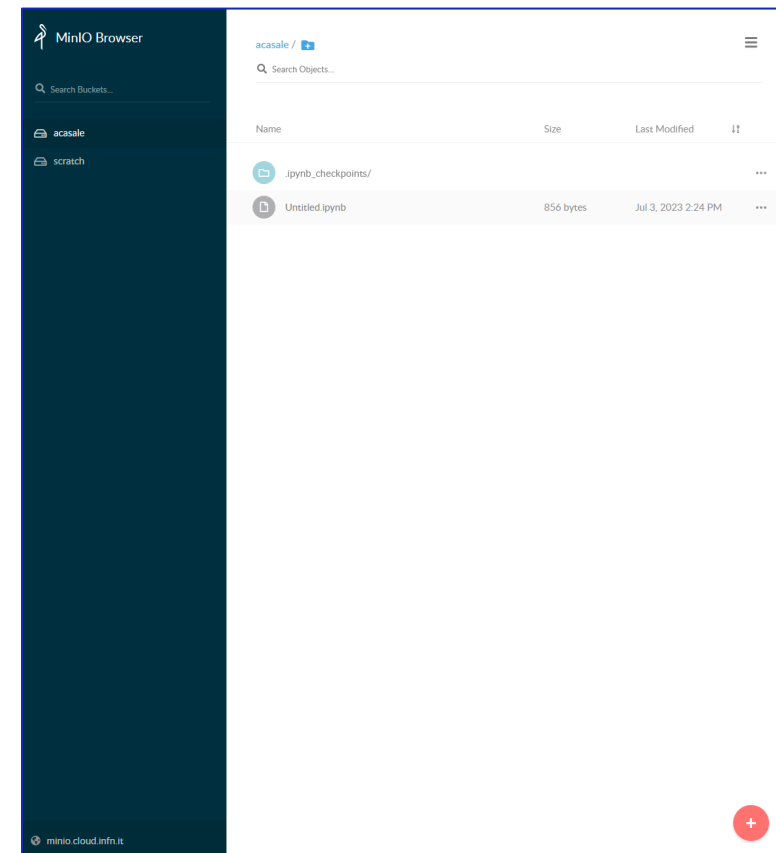 MinIO Browser
Search Buckets...
acasale
scratch
minio.cloud.infn.it
acasale /
Search Objects...
Name Size Last Modified
.ipynb_checkpoints/
Untitled.ipynb 856 bytes Jul 3, 2023 2:24 PM